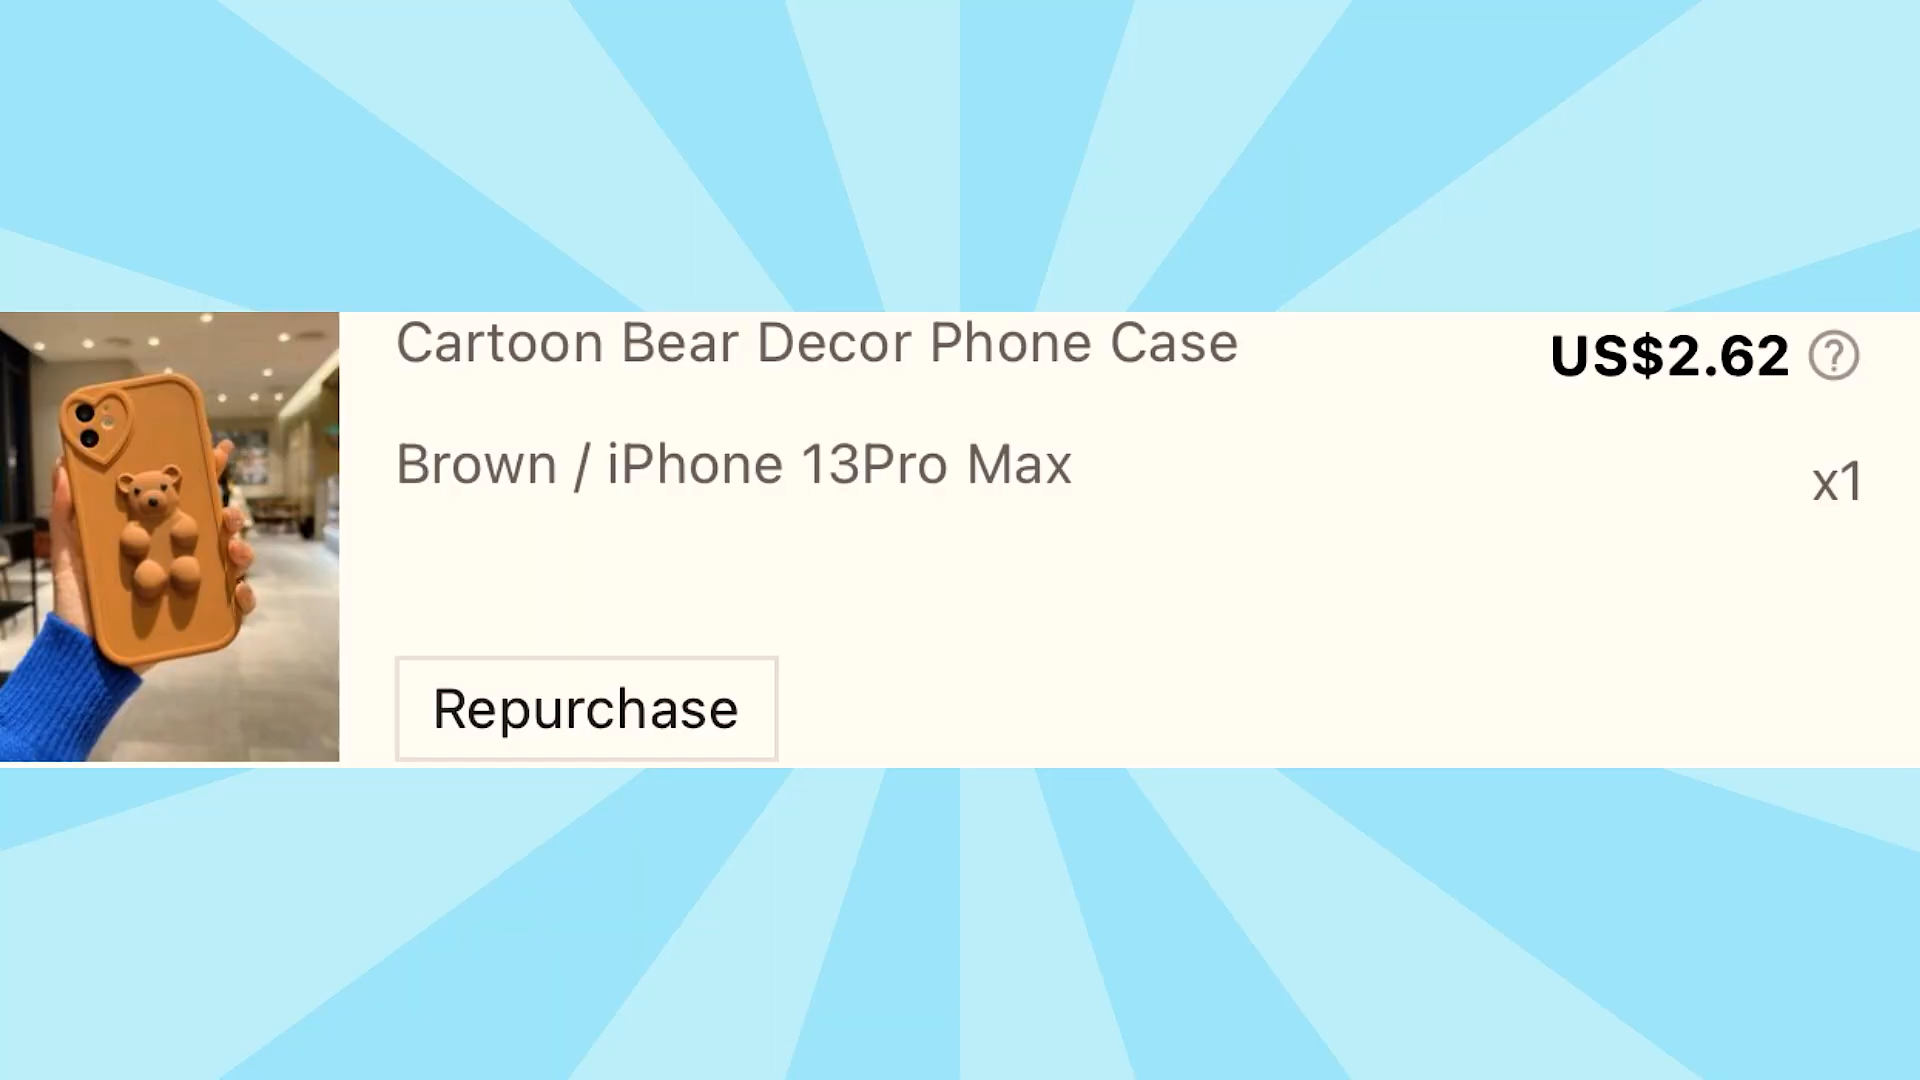 Cartoon Bear Decor Phone Case
US$2.62 ?
Brown / iPhone 13Pro Max
x1
Repurchase